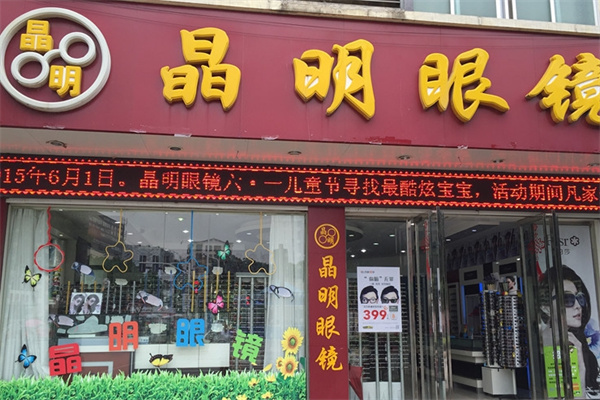 晶
明
晶明眼镜
15年6月1日。晶明眼镜六·一儿童节寻找最酷炫宝宝，活动期间凡家
晶明眼镜
晶明
晶明眼镜
399